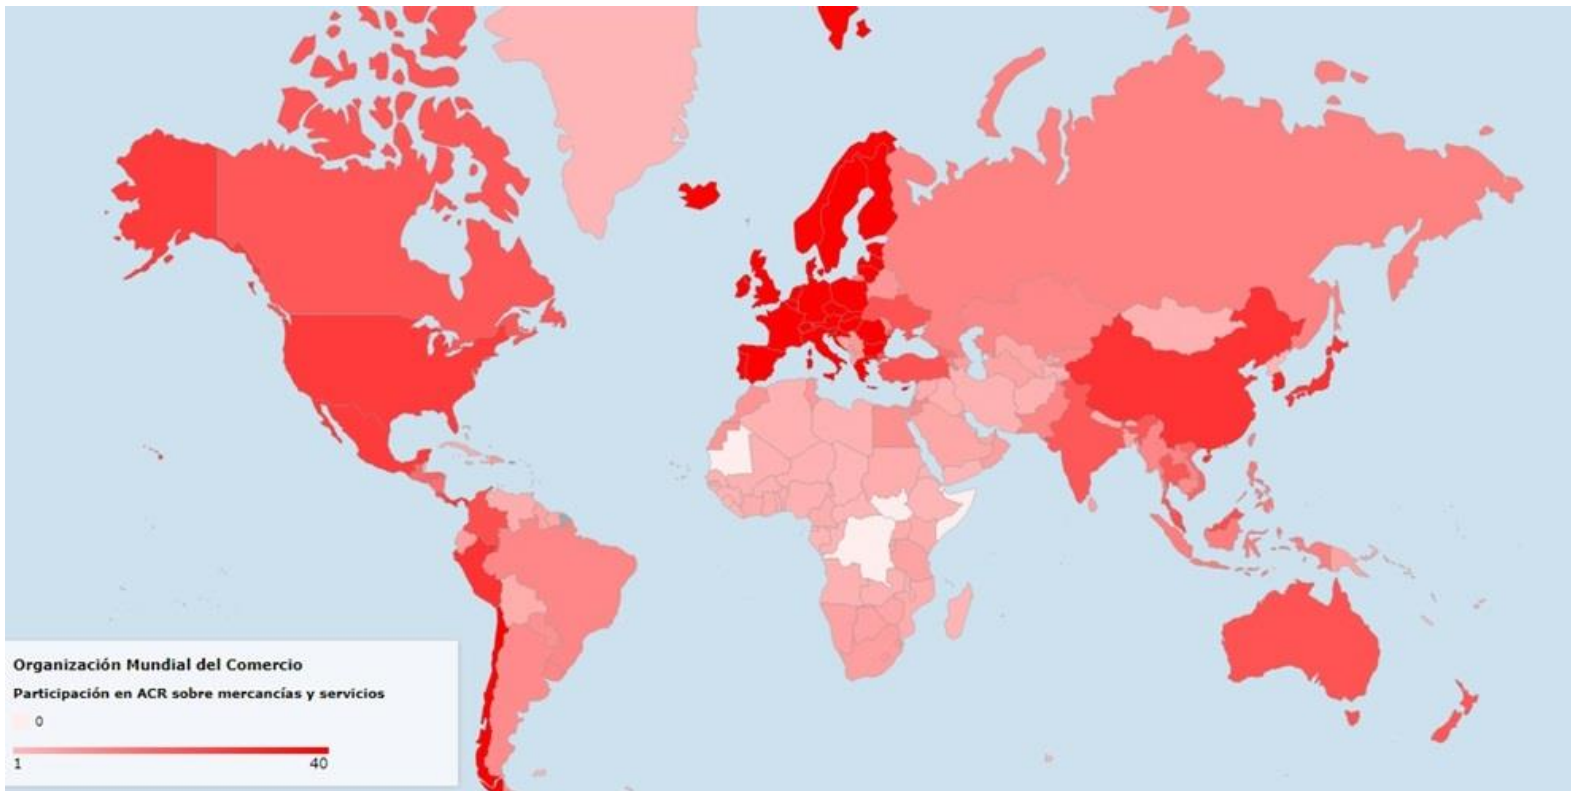 Organización Mundial del Comercio
Participación en ACR sobre mercancías y servicios
0
1 40